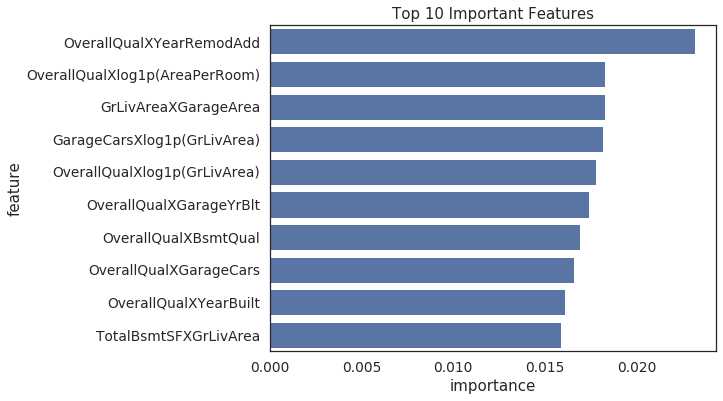 Top 10 Important Features
feature
OverallQualXYearRemodAdd
OverallQualXlog1p(AreaPerRoom)
GrLivAreaXGarageArea
GarageCarsXlog1p(GrLivArea)
OverallQualXlog1p(GrLivArea)
OverallQualXGarageYrBlt
OverallQualXBsmtQual
OverallQualXGarageCars
OverallQualXYearBuilt
TotalBsmtSFXGrLivArea
0.000 0.005 0.010 0.015 0.020
importance